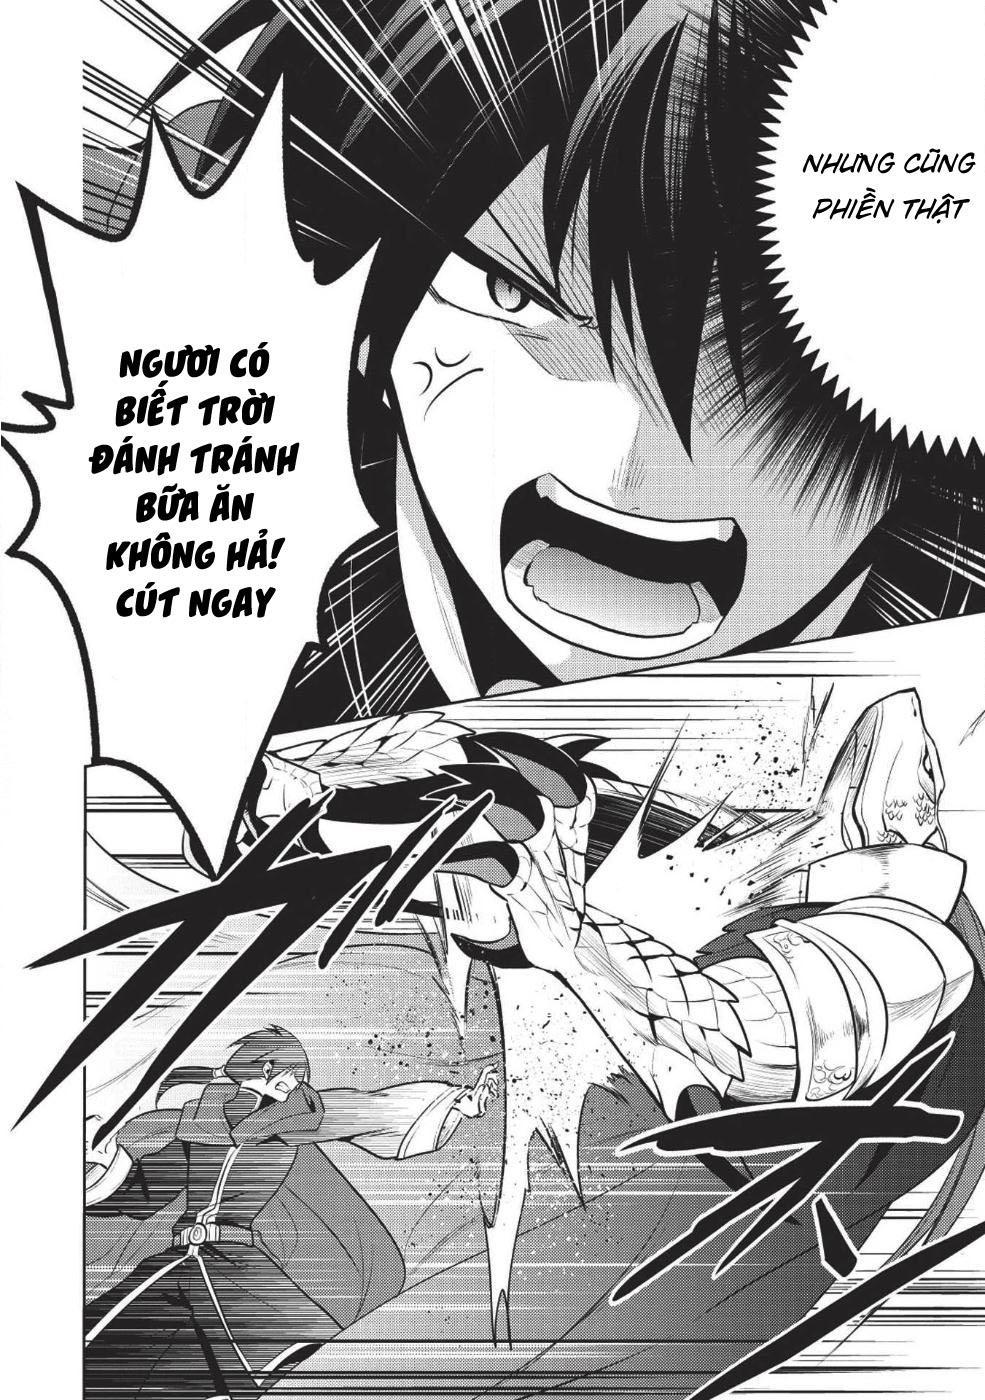 NHƯNG CŨNG
PHIỀN THẬT
NGƯƠI CÓ
BIẾT TRỜI
ĐÁNH TRÁNH
BỮA ĂN
KHÔNG HẢ!
CÚT NGAY